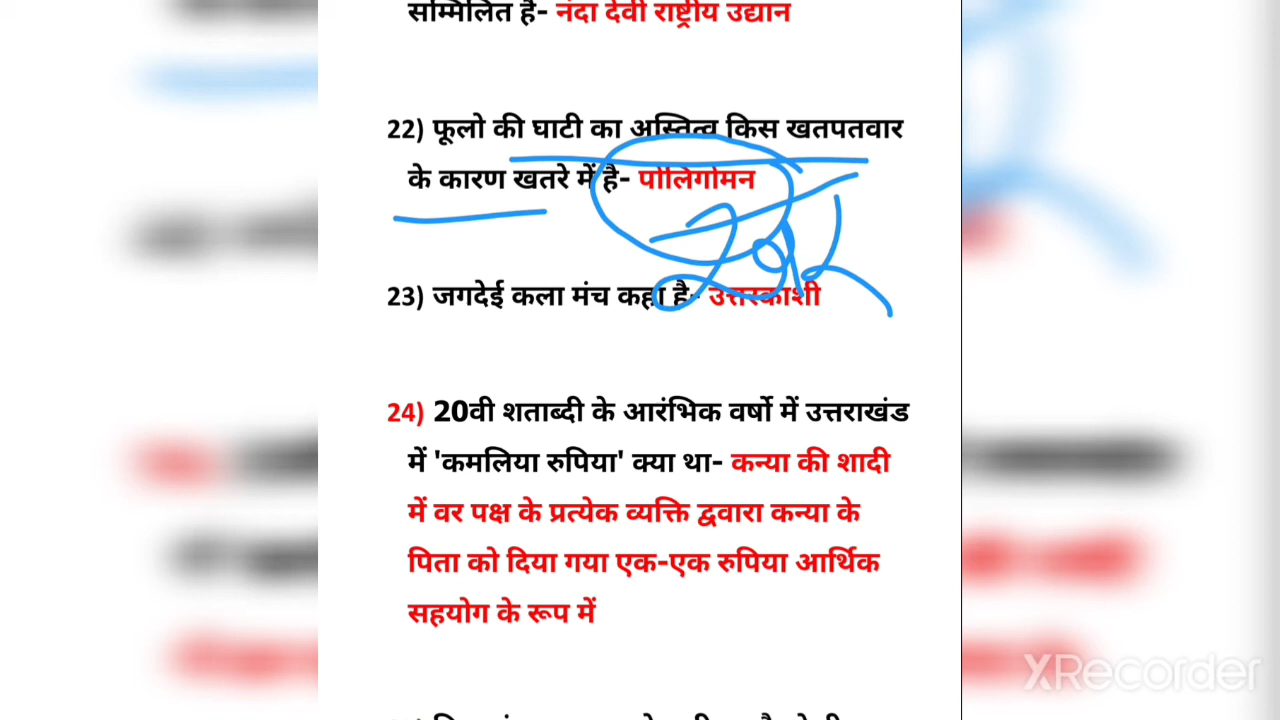 सम्मिलित है- नंदा देवी राष्ट्रीय उद्यान
22) फूलो की घाटी का अस्तित्व किस खतपतवार
के कारण खतरे में है- पोलिगोमन
23) जगदेई कला मंच कहा है- उत्तरकाशी
24) 20वी शताब्दी के आरंभिक वर्षो में उत्तराखंड
में 'कमलिया रुपिया' क्या था- कन्या की शादी
में वर पक्ष के प्रत्येक व्यक्ति द्ववारा कन्या के
पिता को दिया गया एक-एक रुपिया आर्थिक
सहयोग के रूप में
XRecorder